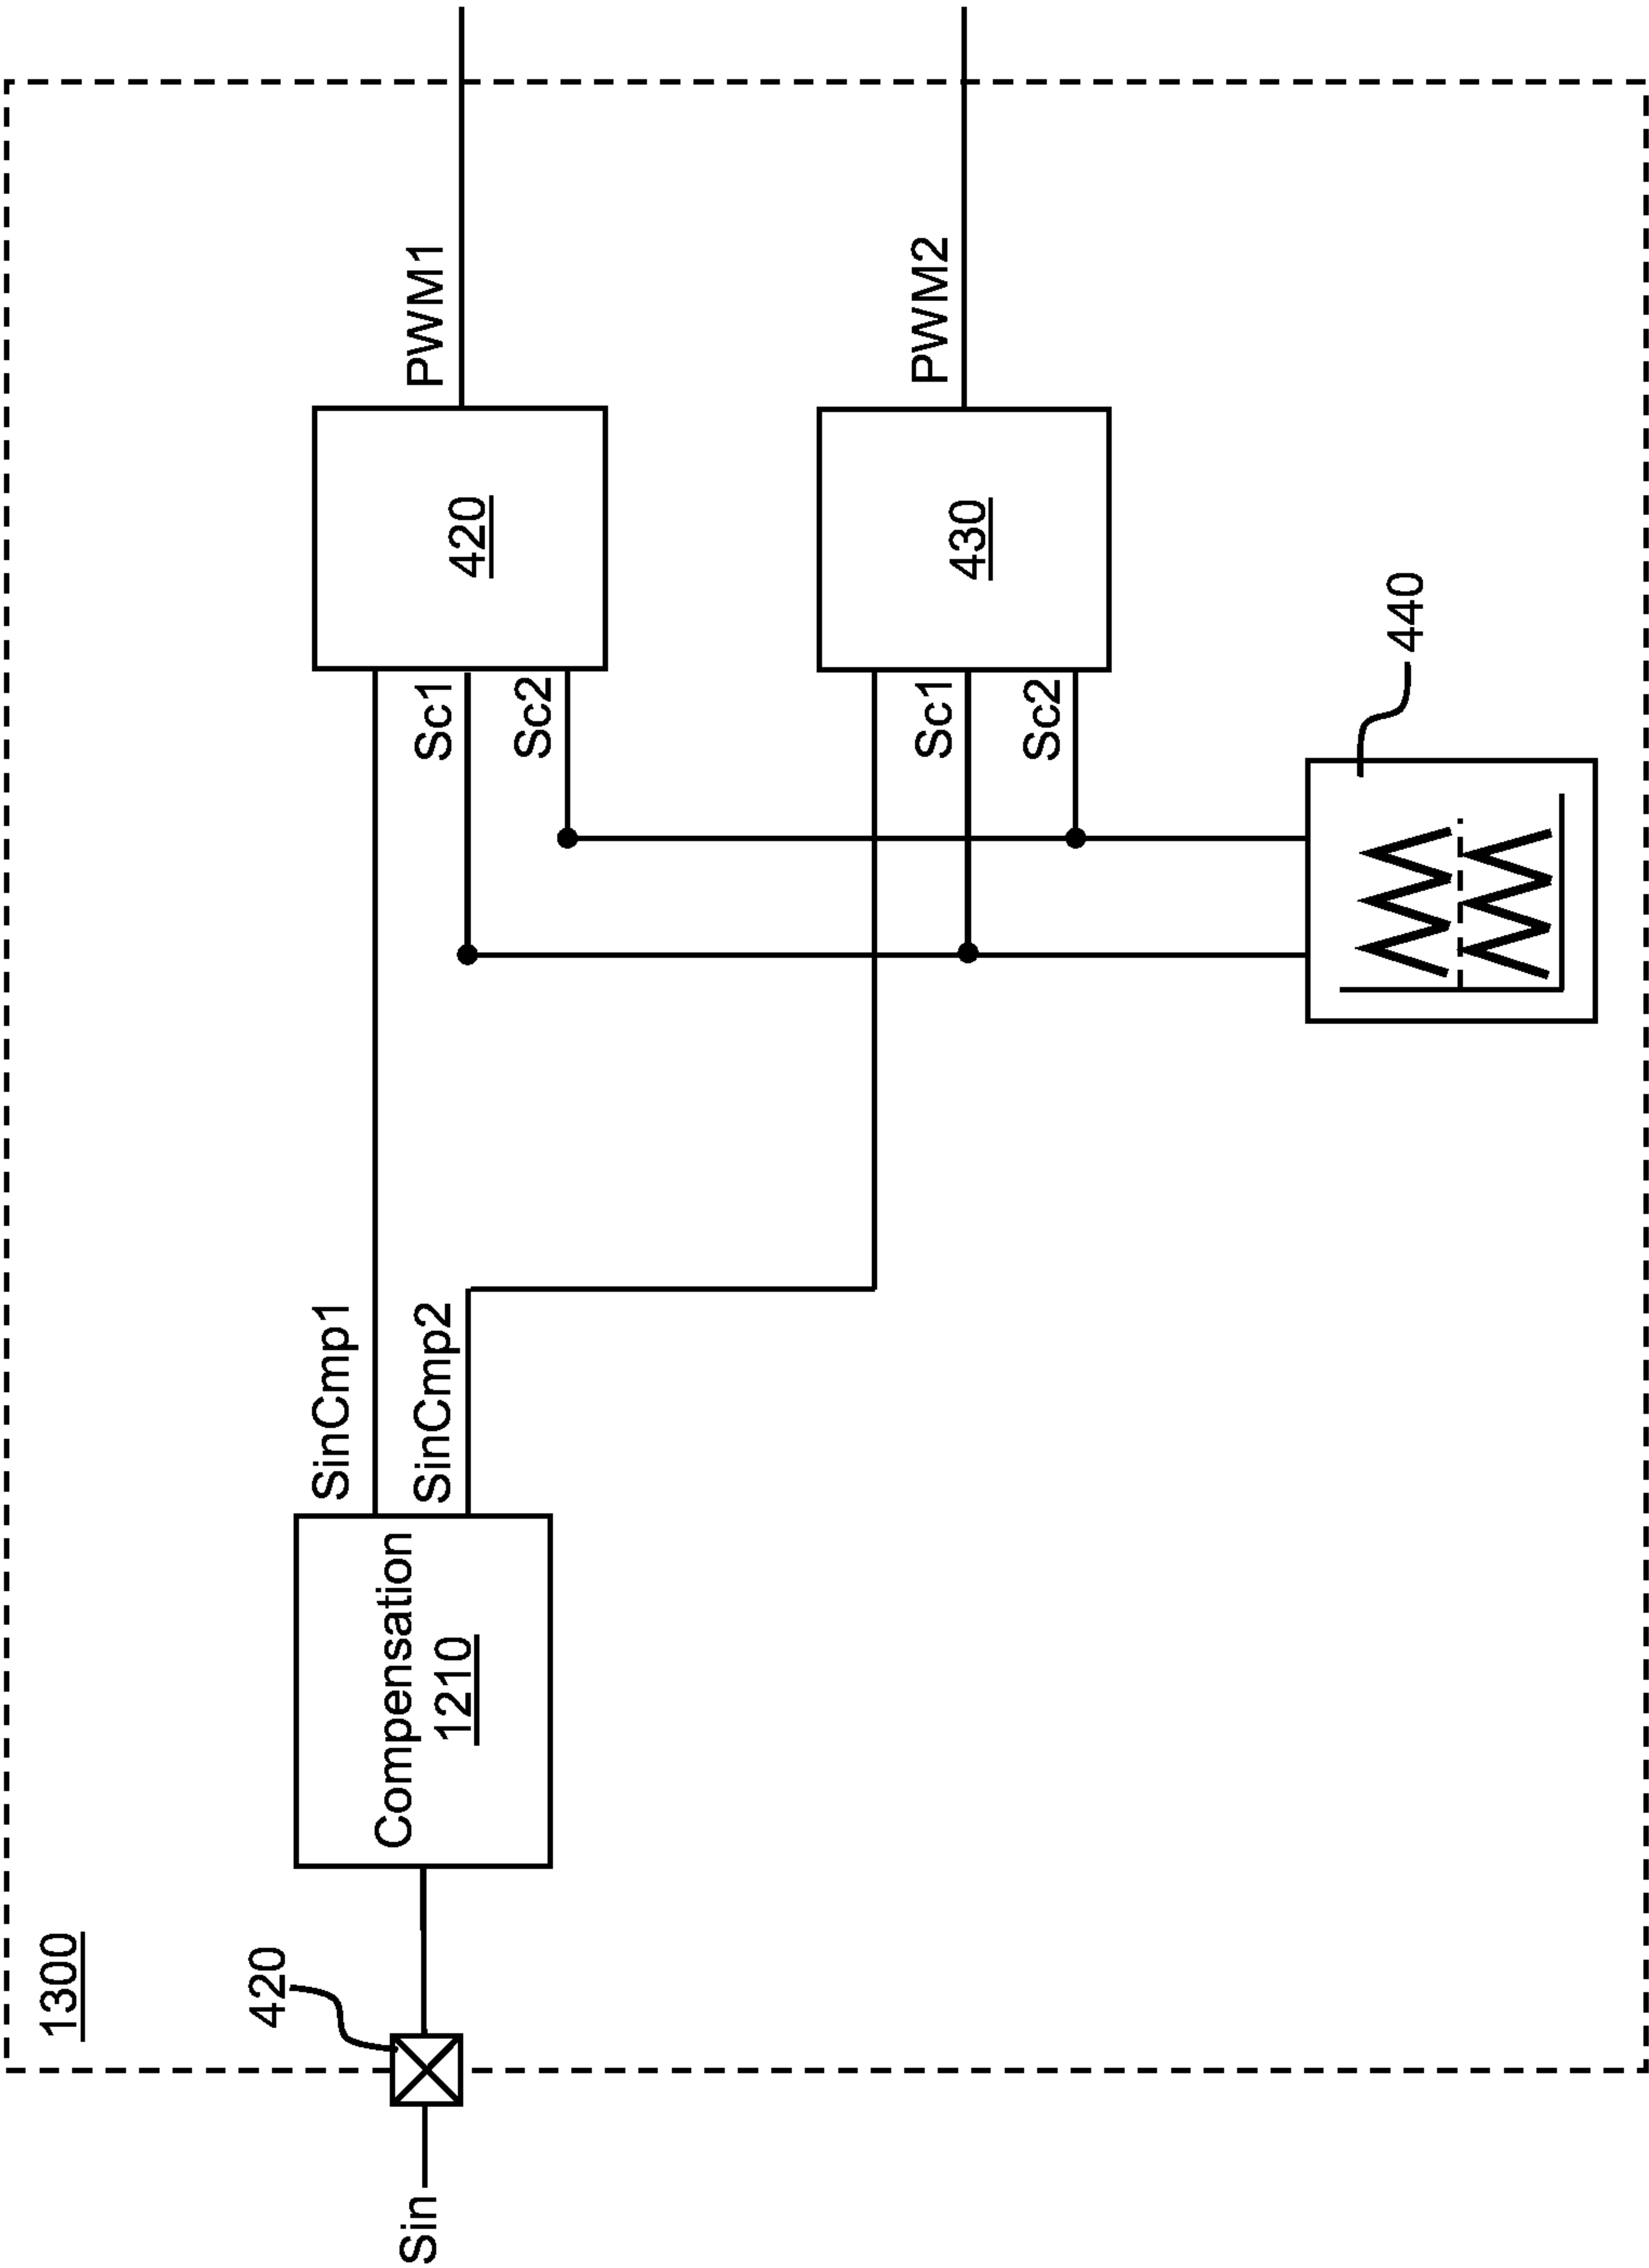 1300
Sin
420
Compensation
1210
SinCmp1
SinCmp2
Sc1
Sc2
420
PWM1
Sc1
Sc2
430
PWM2
440